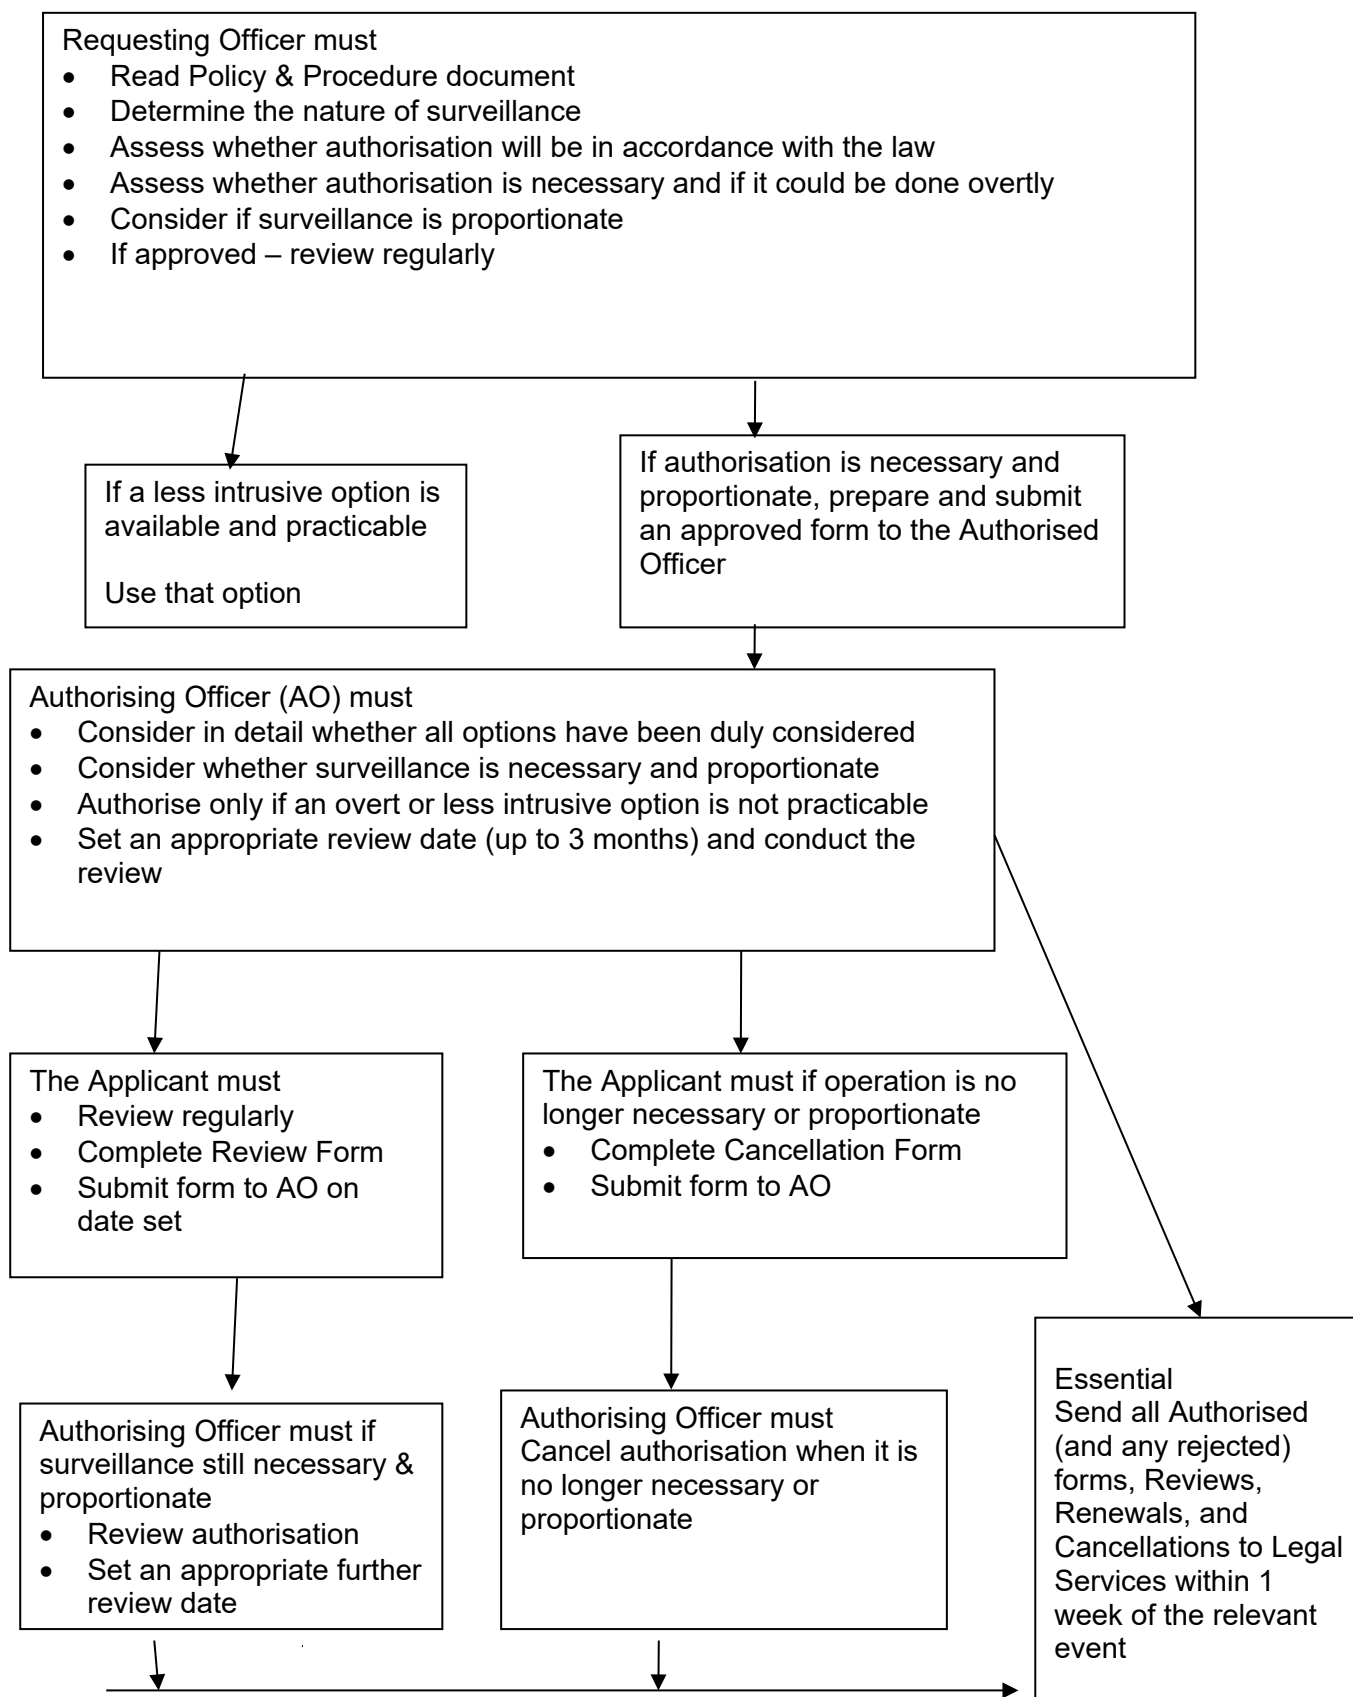 Requesting Officer must
• Read Policy & Procedure document
• Determine the nature of surveillance
• Assess whether authorisation will be in accordance with the law
• Assess whether authorisation is necessary and if it could be done overtly
• Consider if surveillance is proportionate
• If approved – review regularly
If a less intrusive option is
available and practicable
Use that option
If authorisation is necessary and
proportionate, prepare and submit
an approved form to the Authorised
Officer
Authorising Officer (AO) must
• Consider in detail whether all options have been duly considered
• Consider whether surveillance is necessary and proportionate
• Authorise only if an overt or less intrusive option is not practicable
• Set an appropriate review date (up to 3 months) and conduct the
review
The Applicant must
• Review regularly
• Complete Review Form
• Submit form to AO on
date set
The Applicant must if operation is no
longer necessary or proportionate
• Complete Cancellation Form
• Submit form to AO
Authorising Officer must if
surveillance still necessary &
proportionate
• Review authorisation
• Set an appropriate further
review date
Authorising Officer must
Cancel authorisation when it is
no longer necessary or
proportionate
Essential
Send all Authorised
(and any rejected)
forms, Reviews,
Renewals, and
Cancellations to Legal
Services within 1
week of the relevant
event